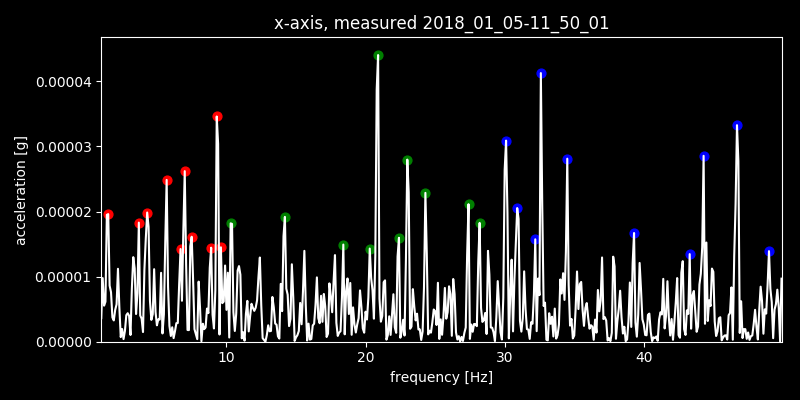 x-axis, measured 2018_01_05-11_50_01
acceleration [g]
0.00004
0.00003
0.00002
0.00001
0.00000
10 20 30 40
frequency [Hz]